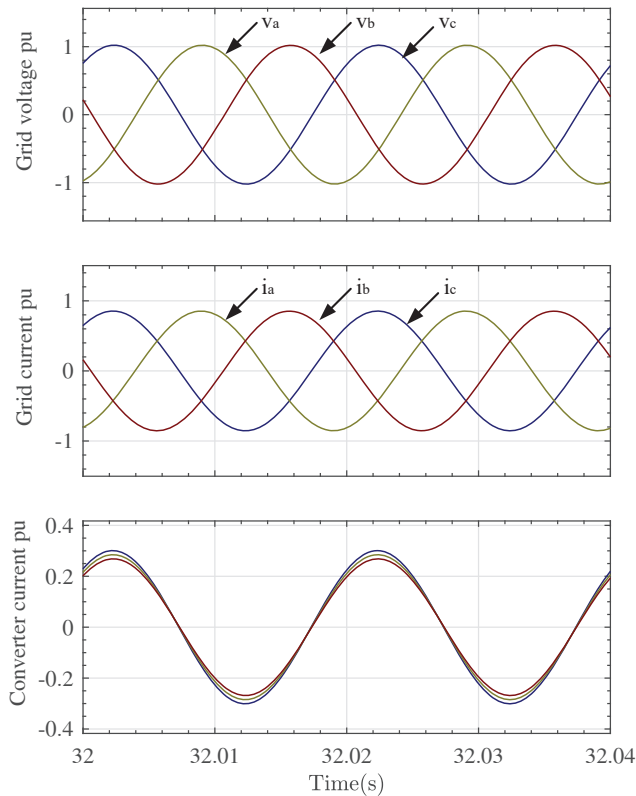 va vb vc
Grid voltage pu
1
0
-1
ia ib ic
Grid current pu
1
0
-1
Converter current pu
0.4
0.2
0
-0.2
-0.4
32 32.01 32.02 32.03 32.04
Time(s)